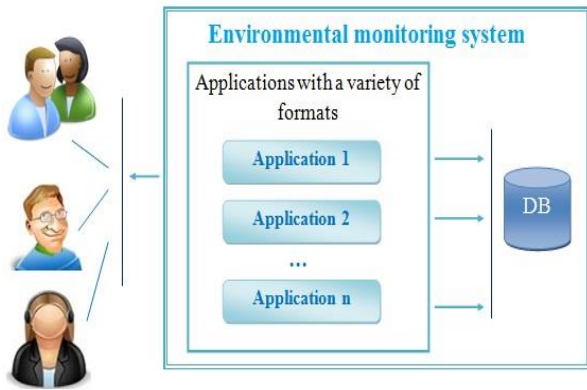 Environmental monitoring system
Applications with a variety of
formats
Application 1
Application 2
...
Application n
DB